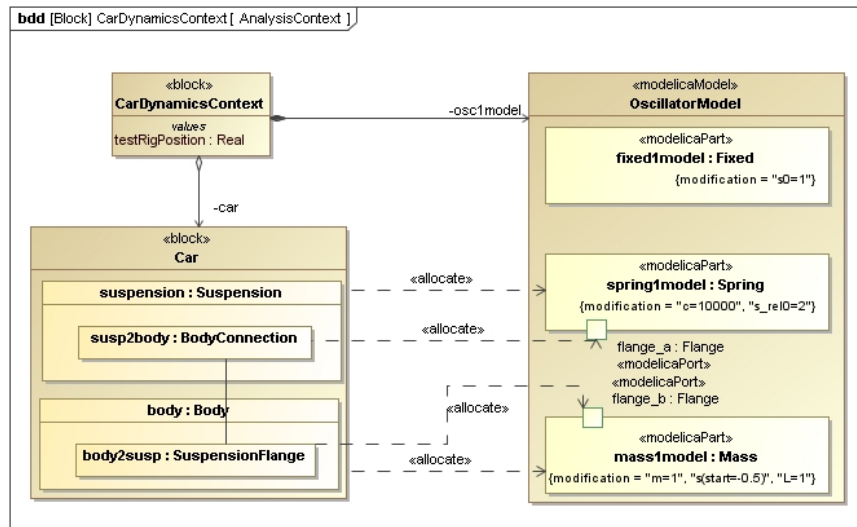 bdd [Block] CarDynamicsContext [ AnalysisContext ]
«block»
CarDynamicsContext
values
testRigPosition : Real
-osc1model
-car
«modelicaModel»
OscillatorModel
«modelicaPart»
fixed1model : Fixed
{modification = "s0=1"}
«block»
Car
suspension : Suspension
susp2body : BodyConnection
body : Body
body2susp : SuspensionFlange
«allocate»
«allocate»
«allocate»
«allocate»
«modelicaPart»
spring1model : Spring
{modification = "c=10000", "s_rel0=2"}
flange_a : Flange
«modelicaPort»
«modelicaPort»
flange_b : Flange
«modelicaPart»
mass1model : Mass
{modification = "m=1", "s(start=-0.5)", "L=1"}